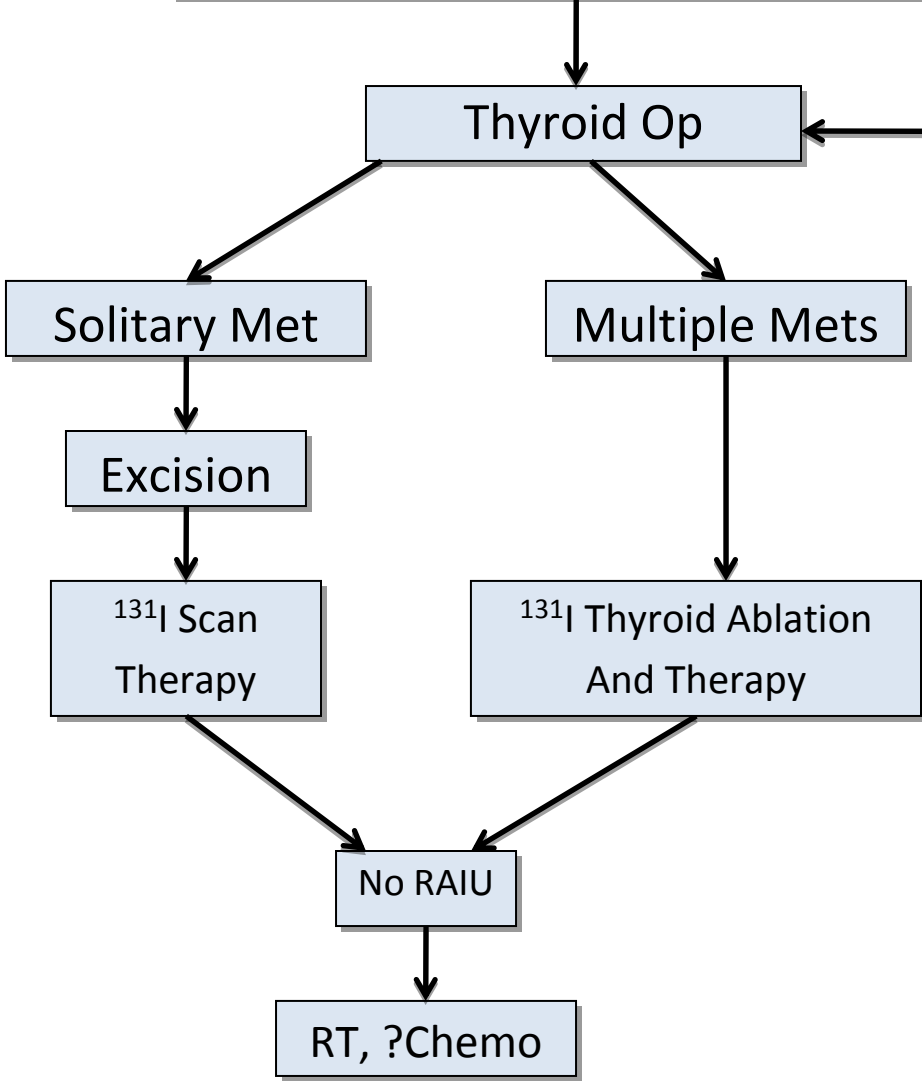 Thyroid Op
Solitary Met
Multiple Mets
Excision
¹³¹I Scan
Therapy
¹³¹I Thyroid Ablation
And Therapy
No RAIU
RT, ?Chemo